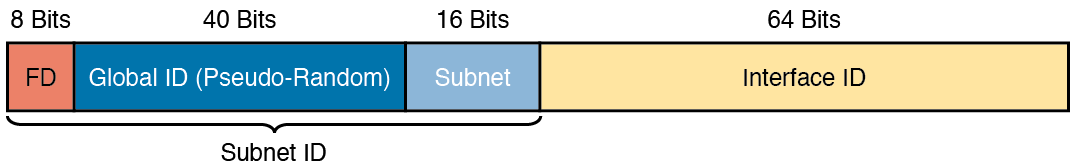 8 Bits 40 Bits 16 Bits 64 Bits
FD Global ID (Pseudo-Random) Subnet Interface ID
Subnet ID